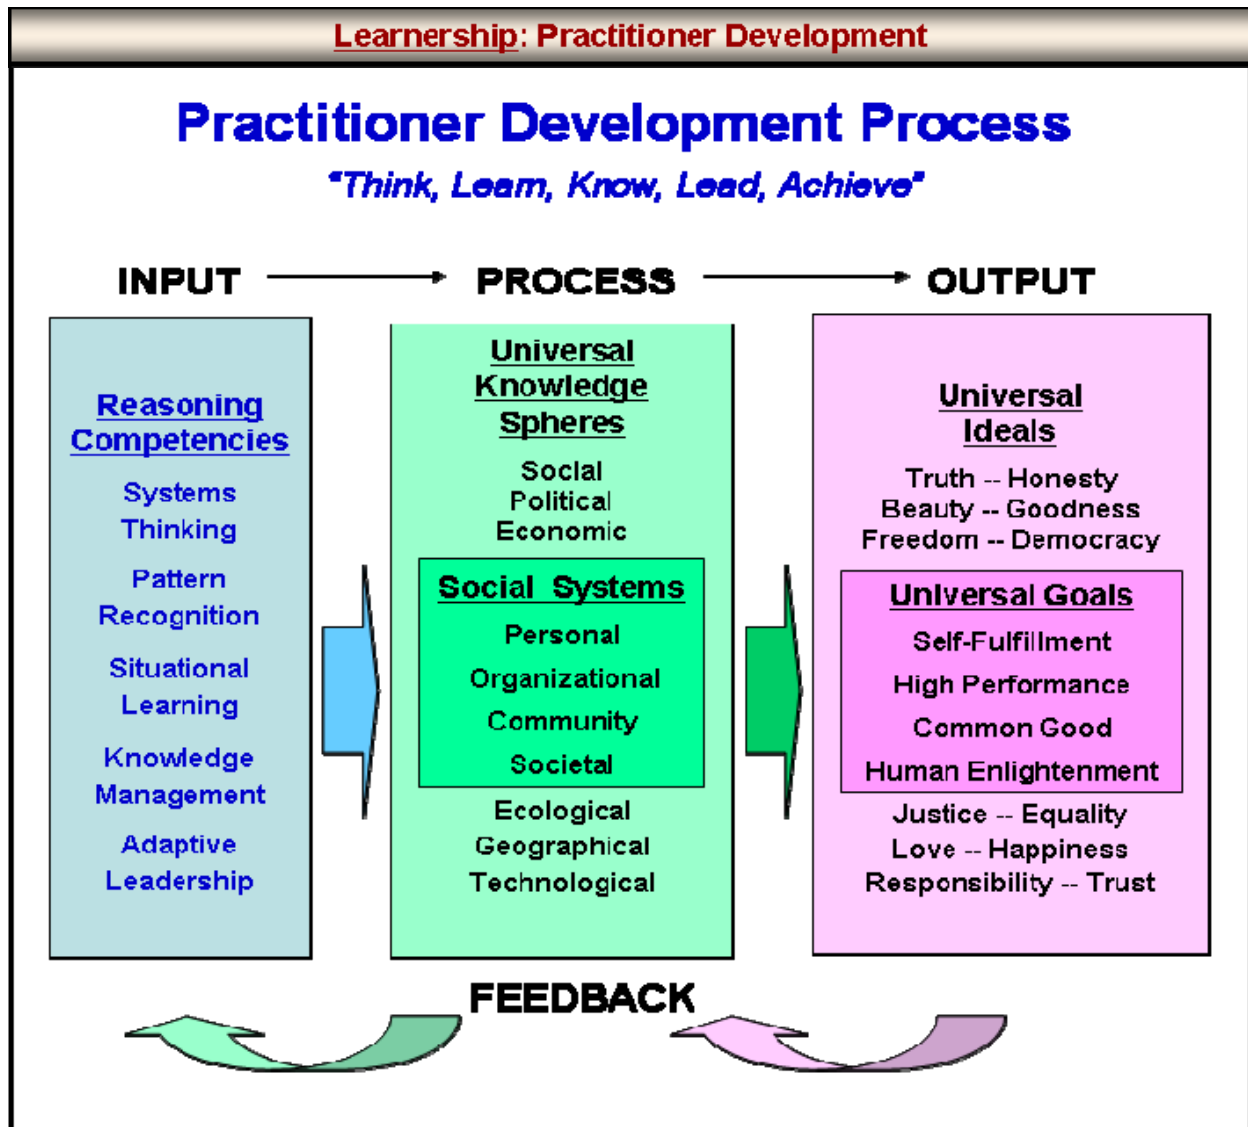 Learnership: Practitioner Development
Practitioner Development Process
"Think, Learn, Know, Lead, Achieve"
INPUT
PROCESS
OUTPUT
Reasoning
Competencies
Systems
Thinking
Pattern
Recognition
Situational
Learning
Knowledge
Management
Adaptive
Leadership
Universal
Knowledge
Spheres
Social
Political
Economic
Social Systems
Personal
Organizational
Community
Societal
Ecological
Geographical
Technological
Universal
Ideals
Truth -- Honesty
Beauty -- Goodness
Freedom -- Democracy
Universal Goals
Self-Fulfillment
High Performance
Common Good
Human Enlightenment
Justice -- Equality
Love -- Happiness
Responsibility -- Trust
FEEDBACK